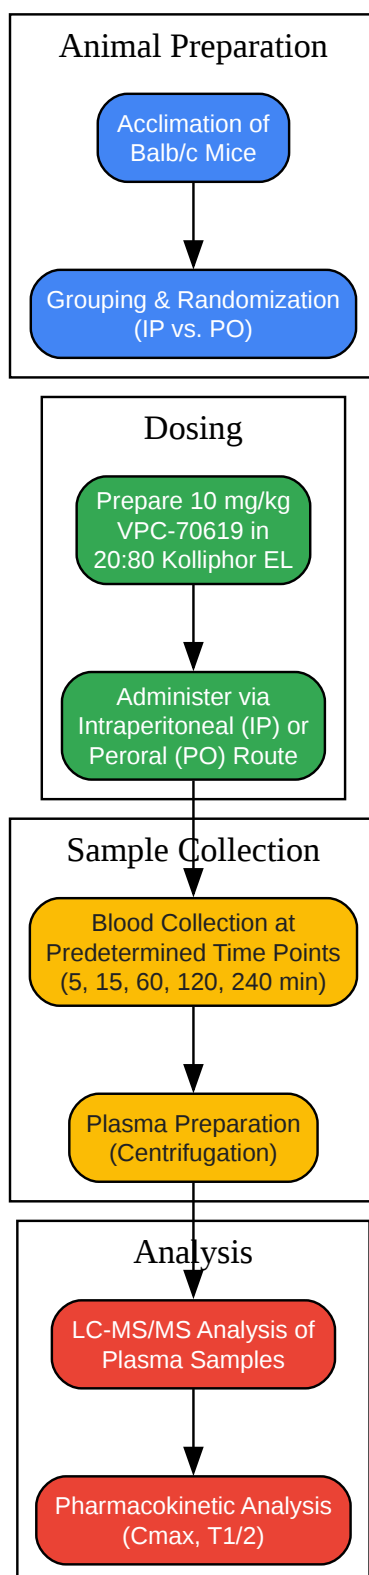 Animal Preparation
Acclimation of
Balb/c Mice
Grouping & Randomization
(IP vs. PO)
Dosing
Prepare 10 mg/kg
VPC-70619 in
20:80 Kolliphor EL
Administer via
Intraperitoneal (IP) or
Peroral (PO) Route
Sample Collection
Blood Collection at
Predetermined Time Points
(5, 15, 60, 120, 240 min)
Plasma Preparation
(Centrifugation)
Analysis
LC-MS/MS Analysis of
Plasma Samples
Pharmacokinetic Analysis
(Cmax, T1/2)